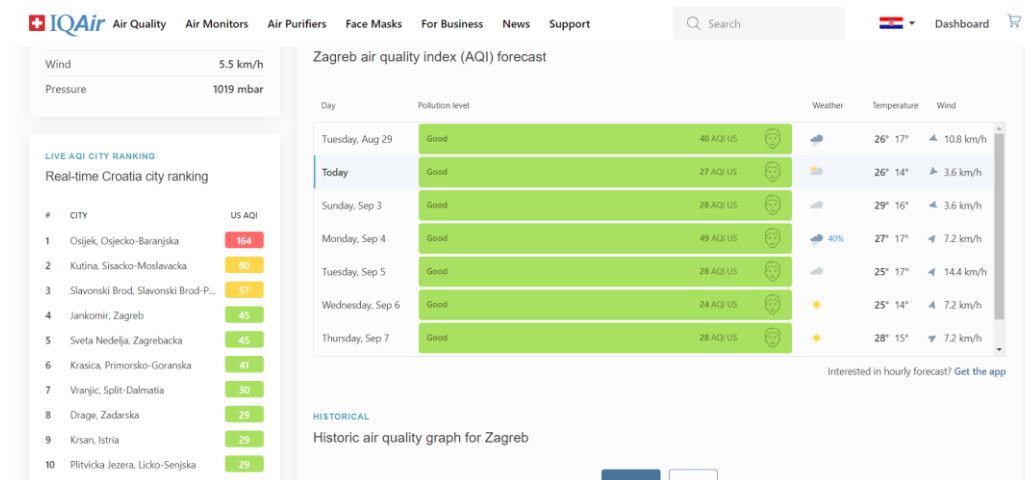 IQAir Air Quality Air Monitors Air Purifiers Face Masks For Business News Support Search Dashboard
Wind 5.5 km/h
Pressure 1019 mbar
LIVE AQI CITY RANKING
Real-time Croatia city ranking
# CITY US AQI
1 Osijek, Osjecko-Baranjska 164
2 Kutina, Sisacko-Moslavacka 80
3 Slavonski Brod, Slavonski Brod-P... 57
4 Jankomir, Zagreb 45
5 Sveta Nedelja, Zagrebacka 45
6 Krasica, Primorsko-Goranska 41
7 Vranjic, Split-Dalmatia 30
8 Drage, Zadarska 29
9 Krsan, Istria 29
10 Plitvicka Jezera, Licko-Senjska 29
Zagreb air quality index (AQI) forecast
Day Pollution level Weather Temperature Wind
Tuesday, Aug 29 Good 40 AQI US 26° 17° 10.8 km/h
Today Good 27 AQI US 26° 14° 3.6 km/h
Sunday, Sep 3 Good 28 AQI US 29° 16° 3.6 km/h
Monday, Sep 4 Good 49 AQI US 40% 27° 17° 7.2 km/h
Tuesday, Sep 5 Good 28 AQI US 25° 17° 14.4 km/h
Wednesday, Sep 6 Good 24 AQI US 25° 14° 7.2 km/h
Thursday, Sep 7 Good 28 AQI US 28° 15° 7.2 km/h
Interested in hourly forecast? Get the app
HISTORICAL
Historic air quality graph for Zagreb